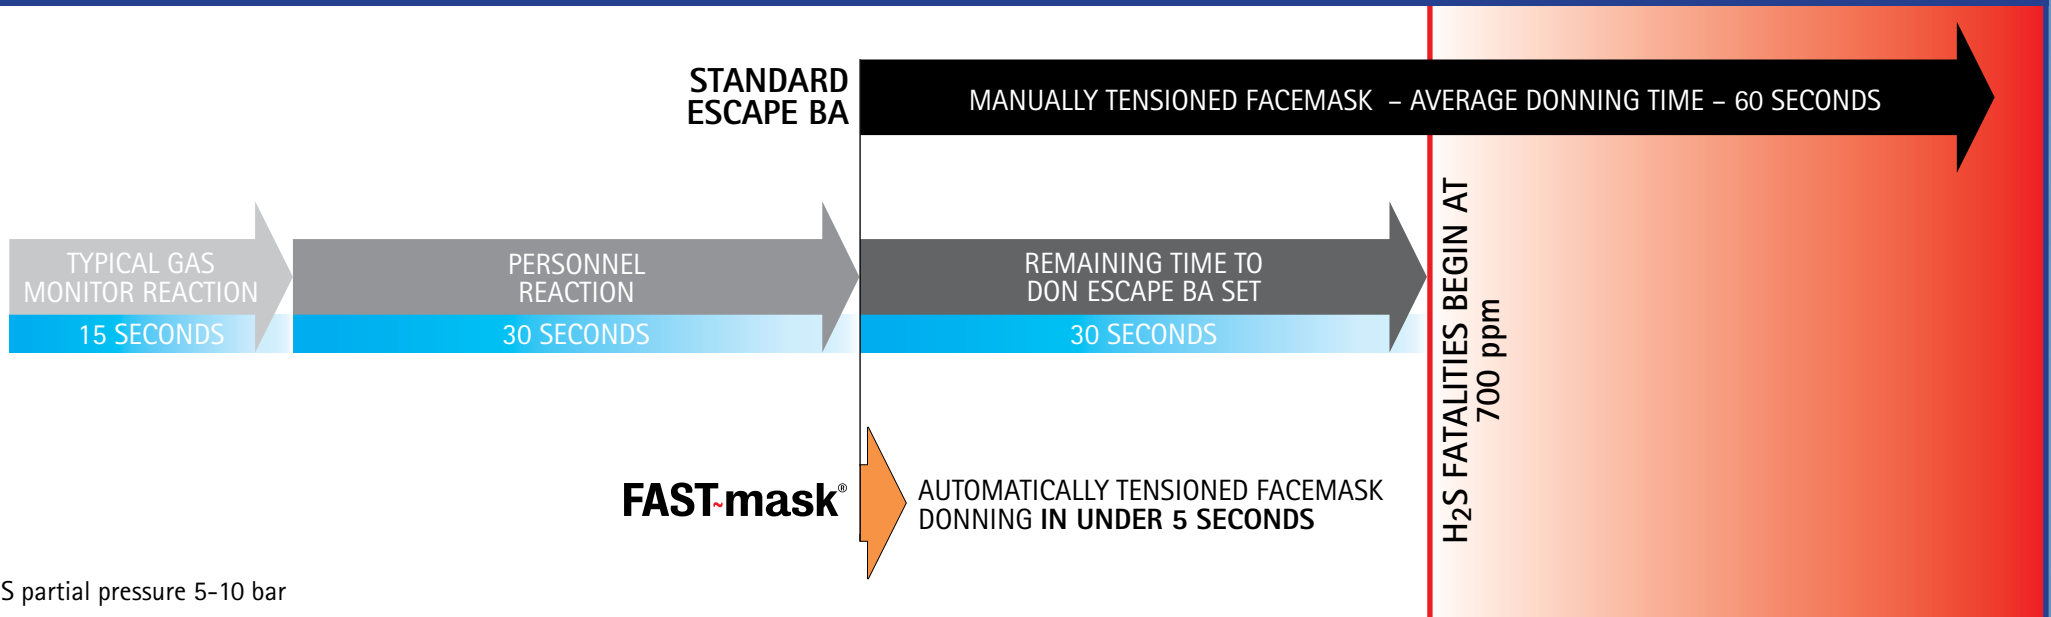 STANDARD
ESCAPE BA
MANUALLY TENSIONED FACEMASK – AVERAGE DONNING TIME – 60 SECONDS
TYPICAL GAS
MONITOR REACTION
15 SECONDS
PERSONNEL
REACTION
30 SECONDS
REMAINING TIME TO
DON ESCAPE BA SET
30 SECONDS
H2S FATALITIES BEGIN AT
700 ppm
FAST~mask®
AUTOMATICALLY TENSIONED FACEMASK
DONNING IN UNDER 5 SECONDS
S partial pressure 5-10 bar